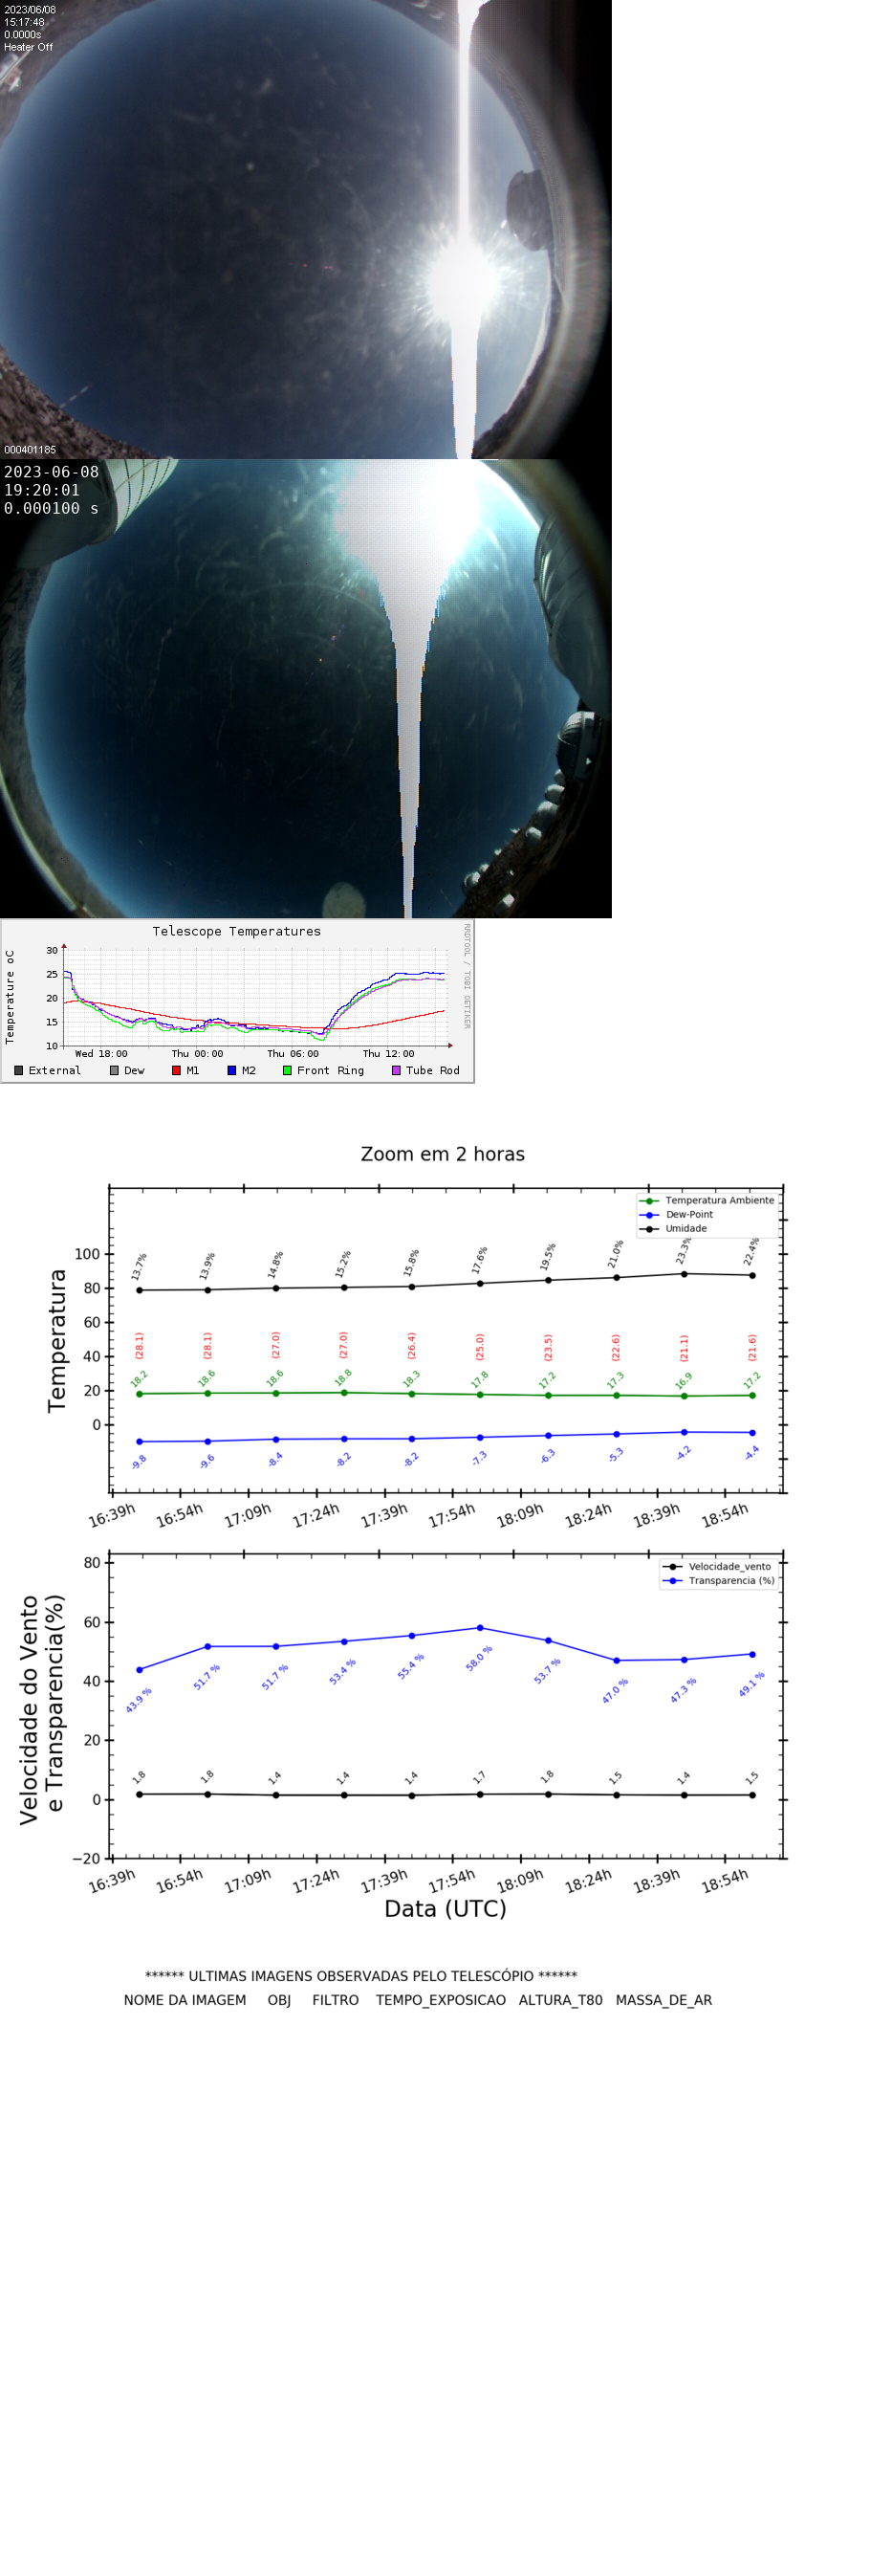 2023/06/08
15:17:48
0.0000s
Heater Off
000401185
2023-06-08
19:20:01
0.000100 s
Telescope Temperatures
RRDTOOL / TOBI OETIKER
Temperature oC
30
25
20
15
10
Wed 18:00 Thu 00:00 Thu 06:00 Thu 12:00
External Dew M1 M2 Front Ring Tube Rod
Zoom em 2 horas
Temperatura Ambiente
Dew-Point
Umidade
Temperatura
100
80
60
40
20
0
13.7% 13.9% 14.8% 15.2% 15.8% 17.6% 19.5% 21.0% 23.3% 22.4%
(28.1) (28.1) (27.0) (27.0) (26.4) (25.0) (23.5) (22.6) (21.1) (21.6)
18.2 18.6 18.6 18.8 18.3 17.8 17.2 17.3 16.9 17.2
-9.8 -9.6 -8.4 -8.2 -8.2 -7.3 -6.3 -5.3 -4.2 -4.4
16:39h 16:54h 17:09h 17:24h 17:39h 17:54h 18:09h 18:24h 18:39h 18:54h
Velocidade_vento
Transparencia (%)
Velocidade do Vento
e Transparencia(%)
80
60
40
20
0
−20
43.9 % 51.7 % 51.7 % 53.4 % 55.4 % 58.0 % 53.7 % 47.0 % 47.3 % 49.1 %
1.8 1.8 1.4 1.4 1.4 1.7 1.8 1.5 1.4 1.5
16:39h 16:54h 17:09h 17:24h 17:39h 17:54h 18:09h 18:24h 18:39h 18:54h
Data (UTC)
****** ULTIMAS IMAGENS OBSERVADAS PELO TELESCÓPIO ******
NOME DA IMAGEM OBJ FILTRO TEMPO_EXPOSICAO ALTURA_T80 MASSA_DE_AR